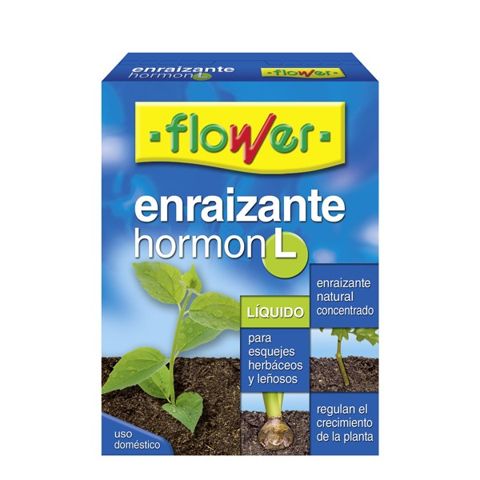 enraizante
hormon L
flower
-flower-
enraizante
hormon L
LÍQUIDO
enraizante
natural
concentrado
para
esquejes
herbáceos
y leñosos
regulan el
crecimiento
de la planta
uso
doméstico